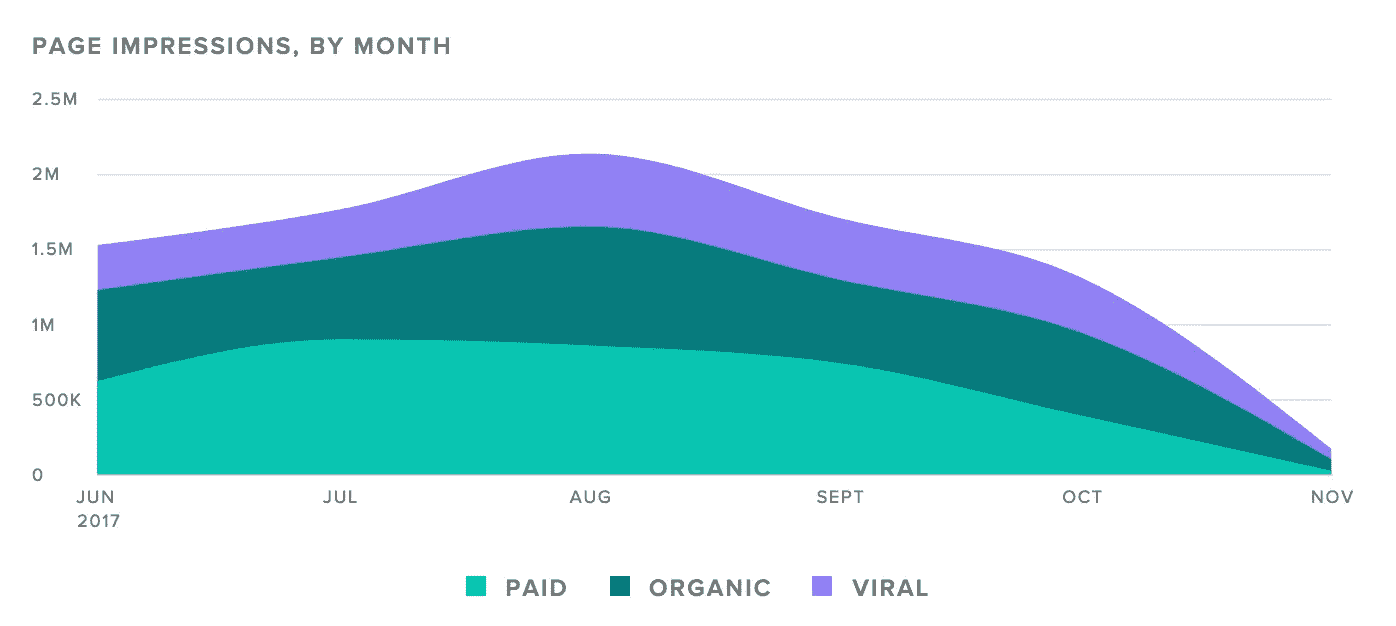 PAGE IMPRESSIONS, BY MONTH
2.5M
2M
1.5M
1M
500K
0
JUN JUL AUG SEPT OCT NOV
2017
PAID ORGANIC VIRAL